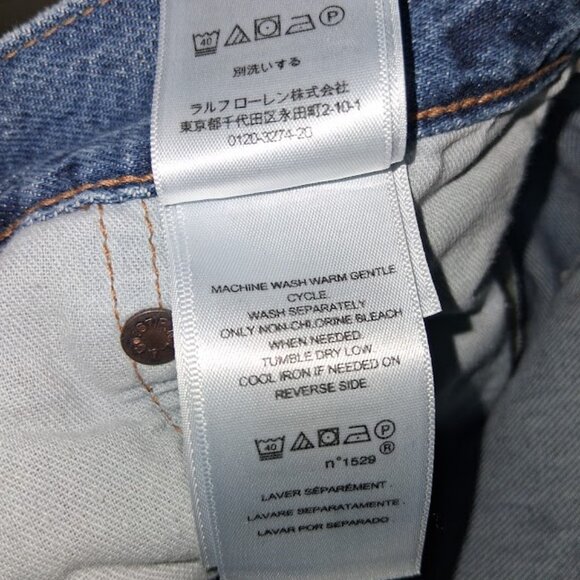 40 P
別洗いする
ラルフ ローレン株式会社
東京都千代田区永田町2-10-1
0120-3274-20
MACHINE WASH WARM GENTLE
CYCLE.
WASH SEPARATELY
ONLY NON-CHLORINE BLEACH
WHEN NEEDED.
TUMBLE DRY LOW.
COOL IRON IF NEEDED ON
REVERSE SIDE.
40 P
®
n°1529
LAVER SÉPARÉMENT
LAVARE SEPARATAMENTE
LAVAR POR SEPARADO